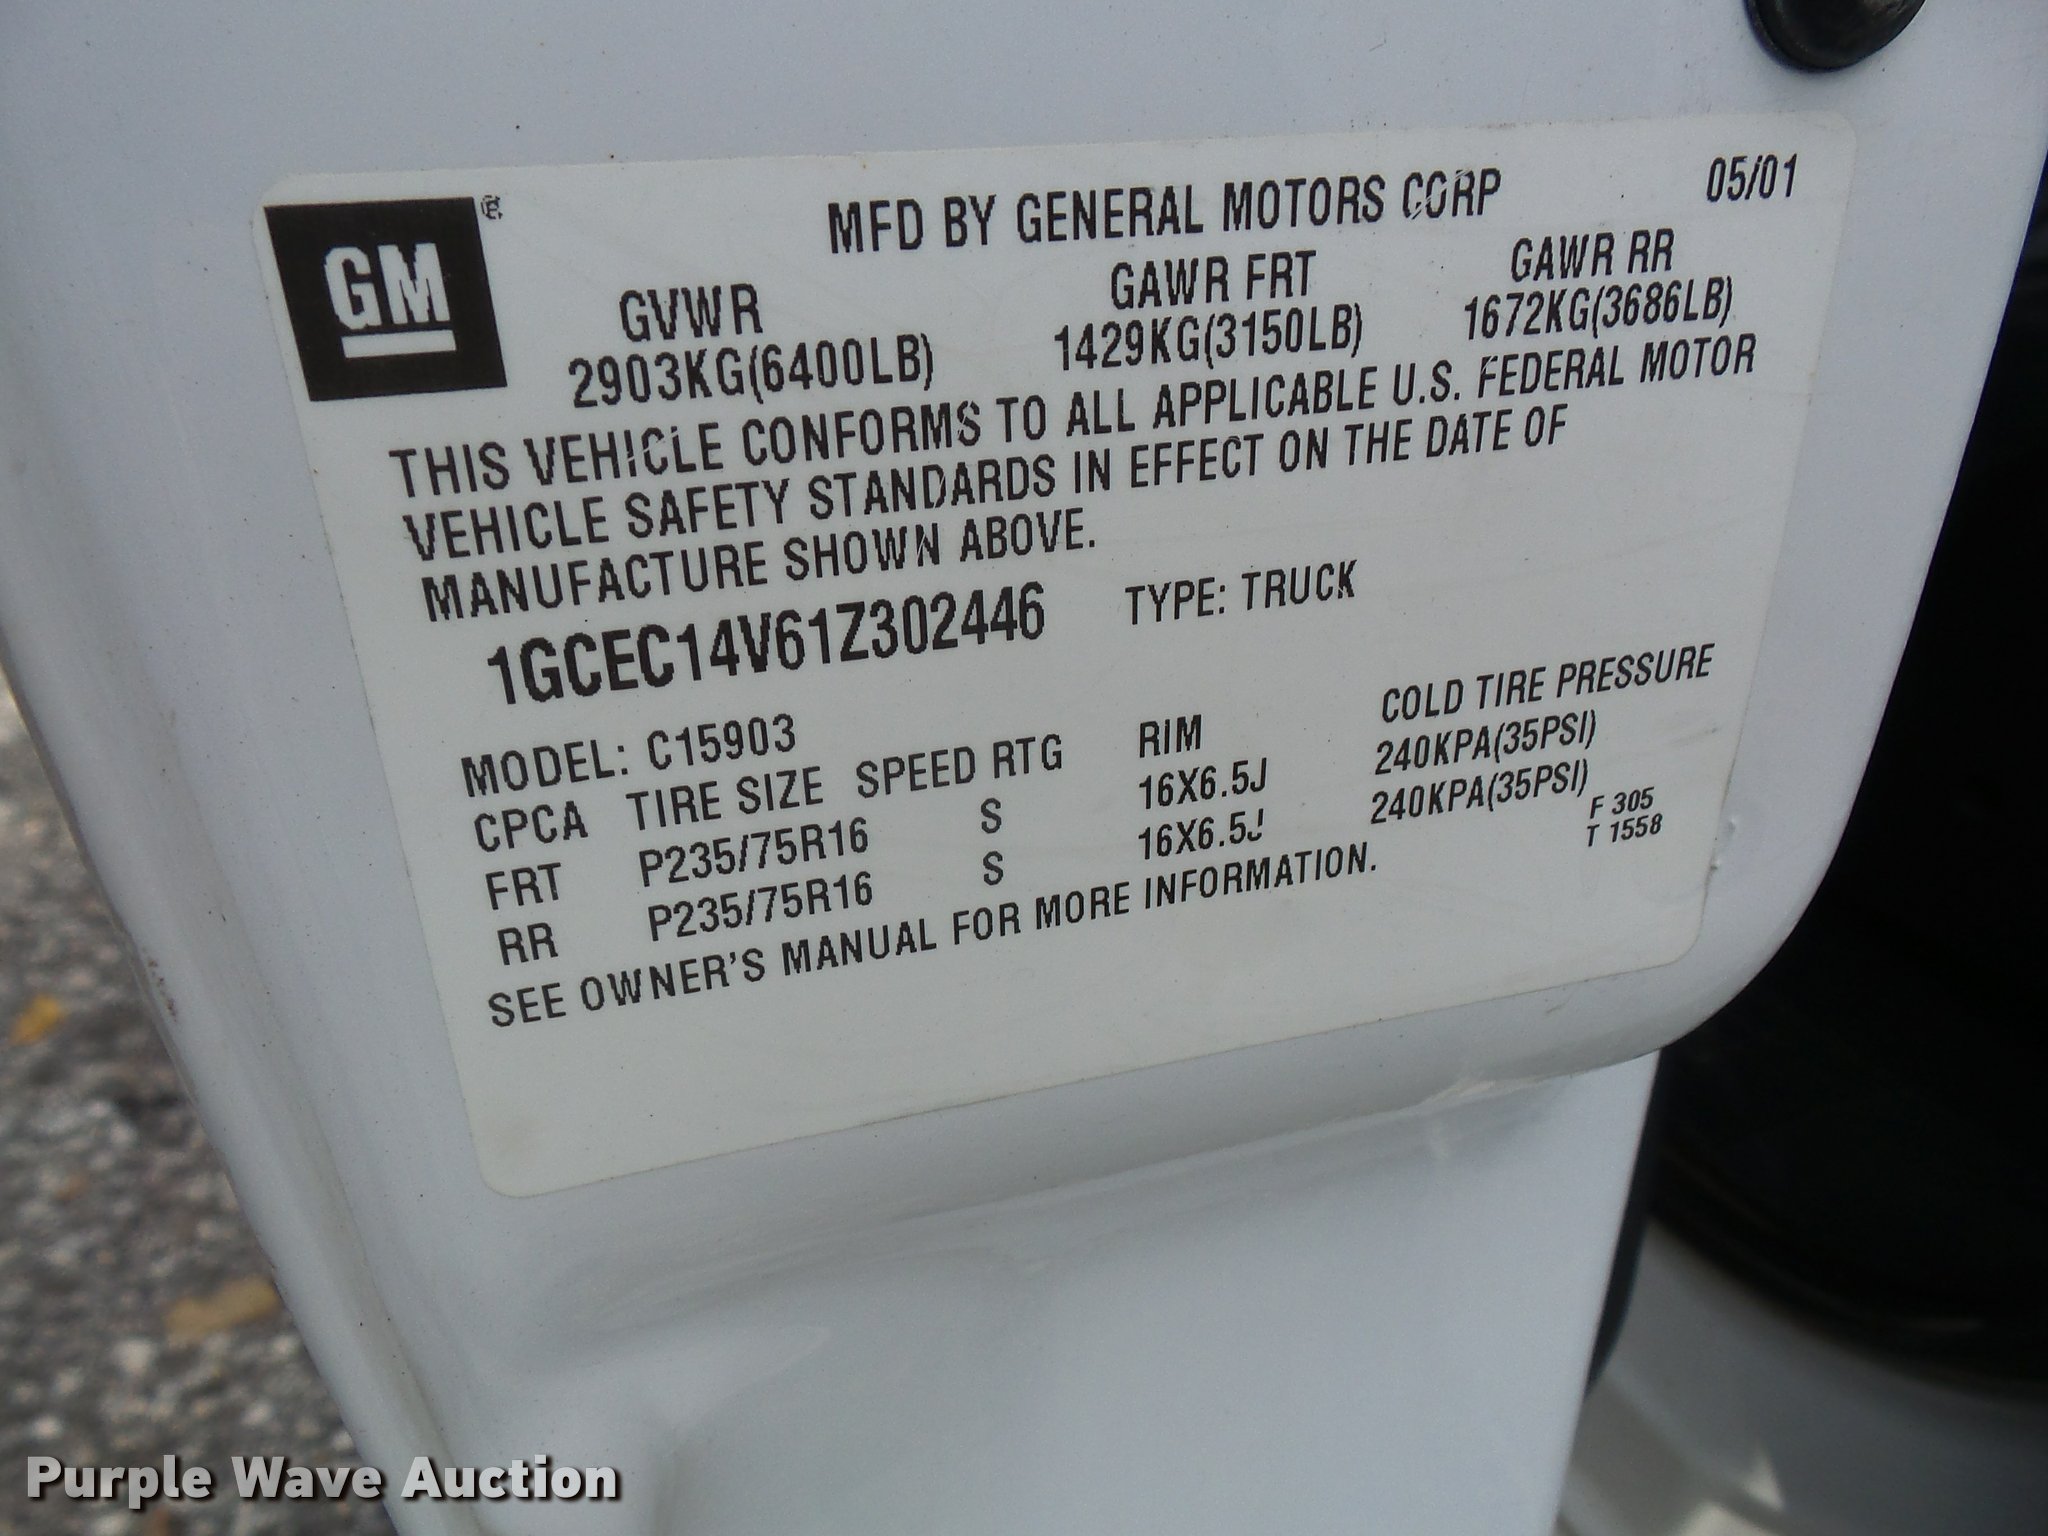 GM ®
MFD BY GENERAL MOTORS CORP 05/01
GVWR GAWR FRT GAWR RR
2903KG(6400LB) 1429KG(3150LB) 1672KG(3686LB)
THIS VEHICLE CONFORMS TO ALL APPLICABLE U.S. FEDERAL MOTOR
VEHICLE SAFETY STANDARDS IN EFFECT ON THE DATE OF
MANUFACTURE SHOWN ABOVE.
1GCEC14V61Z302446 TYPE: TRUCK
MODEL: C15903
CPCA TIRE SIZE SPEED RTG RIM COLD TIRE PRESSURE
FRT P235/75R16 S 16X6.5J 240KPA(35PSI)
RR P235/75R16 S 16X6.5J 240KPA(35PSI)
SEE OWNER'S MANUAL FOR MORE INFORMATION.
F 305
T 1558
Purple Wave Auction